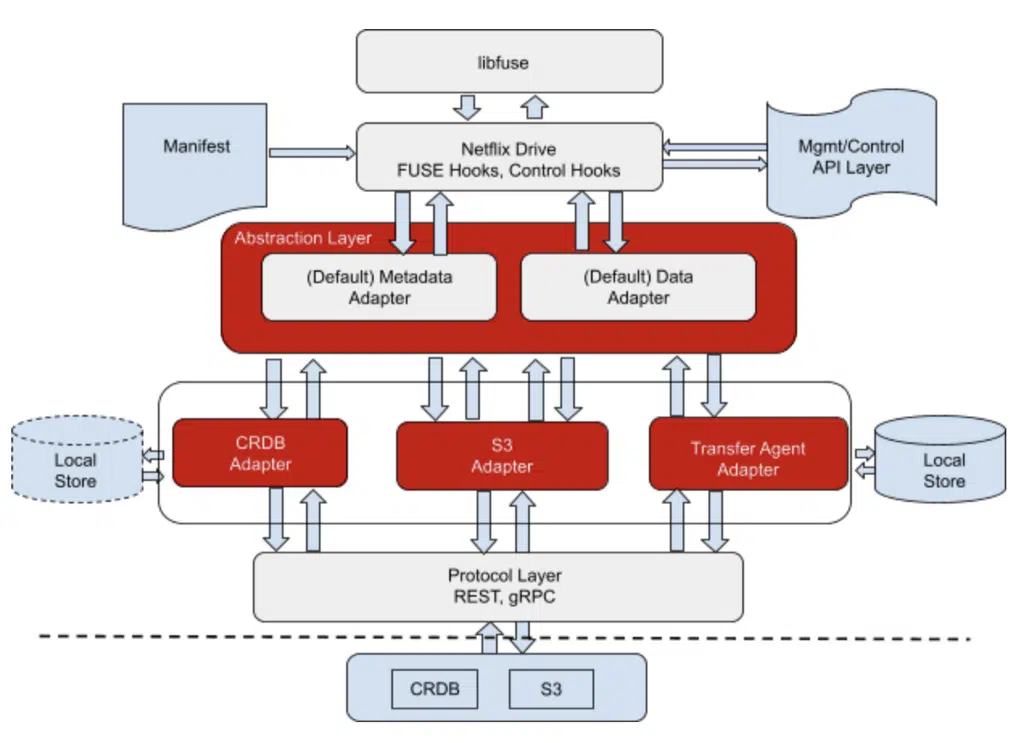 libfuse
Manifest
Netflix Drive
FUSE Hooks, Control Hooks
Mgmt/Control
API Layer
Abstraction Layer
(Default) Metadata
Adapter
(Default) Data
Adapter
Local
Store
CRDB
Adapter
S3
Adapter
Transfer Agent
Adapter
Local
Store
Protocol Layer
REST, gRPC
CRDB
S3